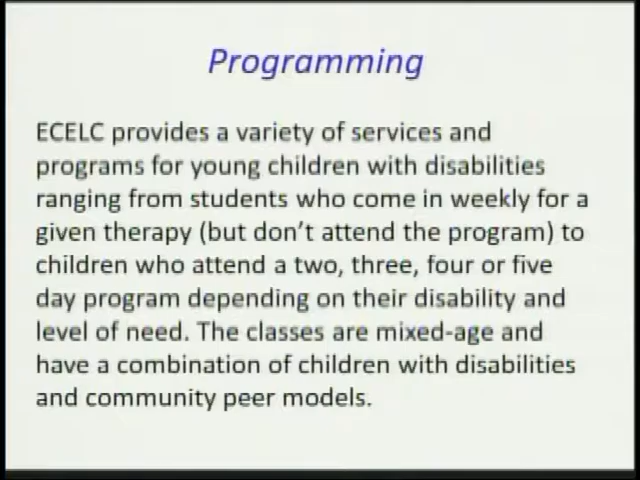 Programming
ECELC provides a variety of services and
programs for young children with disabilities
ranging from students who come in weekly for a
given therapy (but don’t attend the program) to
children who attend a two, three, four or five
day program depending on their disability and
level of need. The classes are mixed-age and
have a combination of children with disabilities
and community peer models.